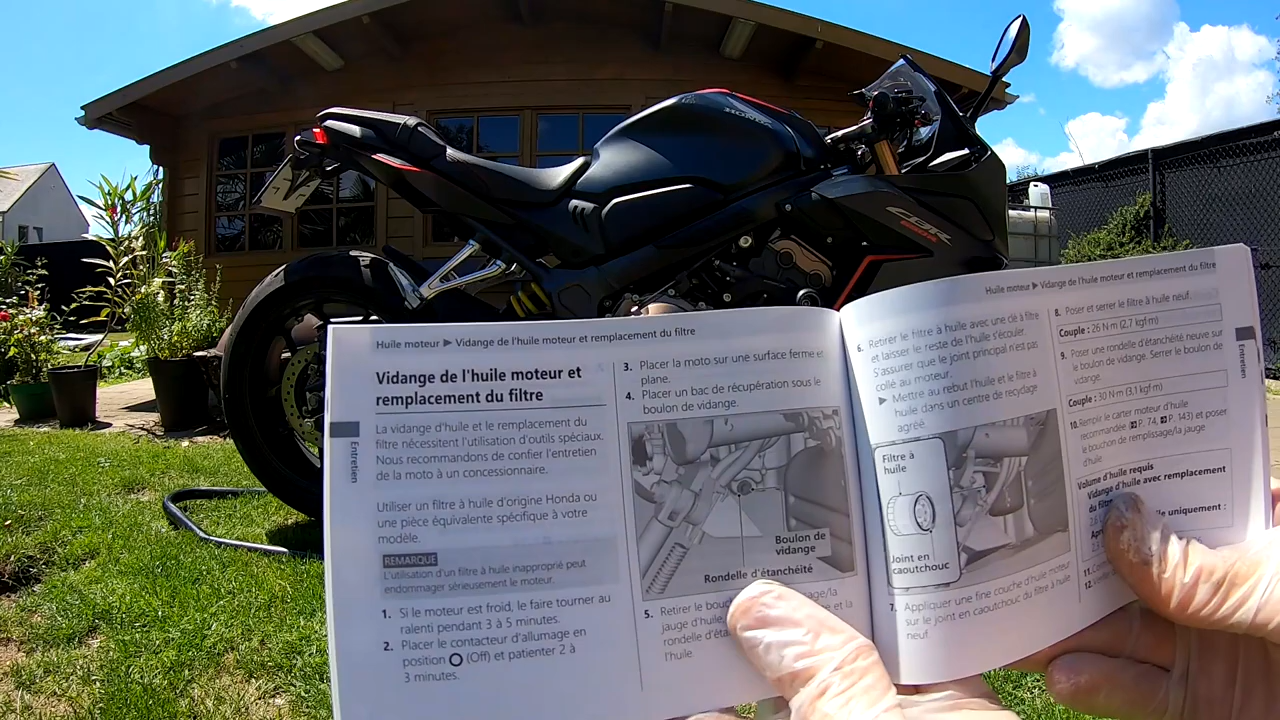 HONDA
CBR
Huile moteur ▶ Vidange de l'huile moteur et remplacement du filtre
Vidange de l'huile moteur et
remplacement du filtre
La vidange d'huile et le remplacement du
filtre nécessitent l'utilisation d'outils spéciaux.
Nous recommandons de confier l'entretien
de la moto à un concessionnaire.
Utiliser un filtre à huile d'origine Honda ou
une pièce équivalente spécifique à votre
modèle.
REMARQUE
L'utilisation d'un filtre à huile inapproprié peut
endommager sérieusement le moteur.
1. Si le moteur est froid, le faire tourner au
ralenti pendant 3 à 5 minutes.
2. Placer le contacteur d'allumage en
position O (Off) et patienter 2 à
3 minutes.
Entretien
3. Placer la moto sur une surface ferme et
plane.
4. Placer un bac de récupération sous le
boulon de vidange.
Boulon de
vidange
Rondelle d'étanchéité
5. Retirer le
jauge d'huile, et la
rondelle
l'huile.
Huile moteur ▶ Vidange de l'huile moteur et remplacement du filtre
6. Retirer le filtre à huile avec une clé à filtre
et laisser le reste de l'huile s'écouler.
S'assurer que le joint principal n'est pas
collé au moteur.
▶ Mettre au rebut l'huile et le filtre à
huile dans un centre de recyclage
agréé.
Filtre à
huile
Joint en
caoutchouc
7. Appliquer une fine couche d'huile moteur
sur le joint en caoutchouc du filtre à huile
neuf.
8. Poser et serrer le filtre à huile neuf.
Couple : 26 N·m (2,7 kgf·m)
9. Poser une rondelle d'étanchéité neuve sur
le boulon de vidange. Serrer le boulon de
vidange.
Couple : 30 N·m (3,1 kgf·m)
10. Remplir le carter moteur d'huile
recommandée (P. 74, P. 143) et poser
le bouchon de remplissage/la jauge
d'huile.
Volume d'huile requis
Vidange d'huile avec remplacement
du filtre
uniquement :
11.
12.
Entretien